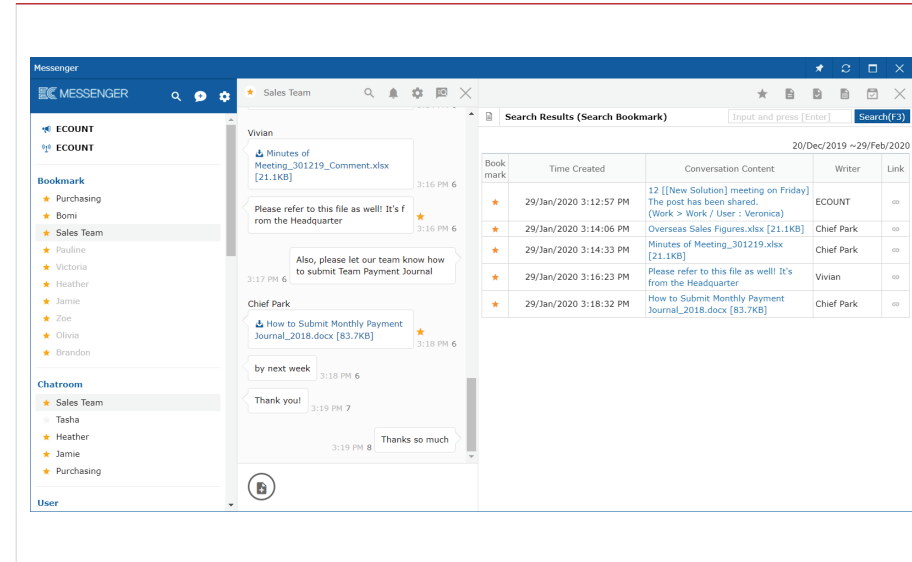 Messenger
MESSENGER
ECOUNT
ECOUNT
Bookmark
Purchasing
Bomi
Sales Team
Pauline
Victoria
Heather
Jamie
Zoe
Olivia
Brandon
Chatroom
Sales Team
Tasha
Heather
Jamie
Purchasing
User
Sales Team
Vivian
Minutes of
Meeting_301219_Comment.xlsx
[21.1KB]
3:16 PM 6
Please refer to this file as well! It's f
rom the Headquarter
3:16 PM 6
Also, please let our team know how
to submit Team Payment Journal
3:17 PM 6
Chief Park
How to Submit Monthly Payment
Journal_2018.docx [83.7KB]
3:18 PM 6
by next week
3:18 PM 6
Thank you!
3:19 PM 7
Thanks so much
3:19 PM 8
Search Results (Search Bookmark)
Input and press [Enter]
Search(F3)
20/Dec/2019 ~29/Feb/2020
Book
mark
Time Created
Conversation Content
Writer
Link
29/Jan/2020 3:12:57 PM
12 [[New Solution] meeting on Friday]
The post has been shared.
(Work > Work / User : Veronica)
ECOUNT
29/Jan/2020 3:14:06 PM
Overseas Sales Figures.xlsx [21.1KB]
Chief Park
29/Jan/2020 3:14:33 PM
Minutes of Meeting_301219.xlsx
[21.1KB]
Chief Park
29/Jan/2020 3:16:23 PM
Please refer to this file as well! It's
from the Headquarter
Vivian
29/Jan/2020 3:18:32 PM
How to Submit Monthly Payment
Journal_2018.docx [83.7KB]
Chief Park